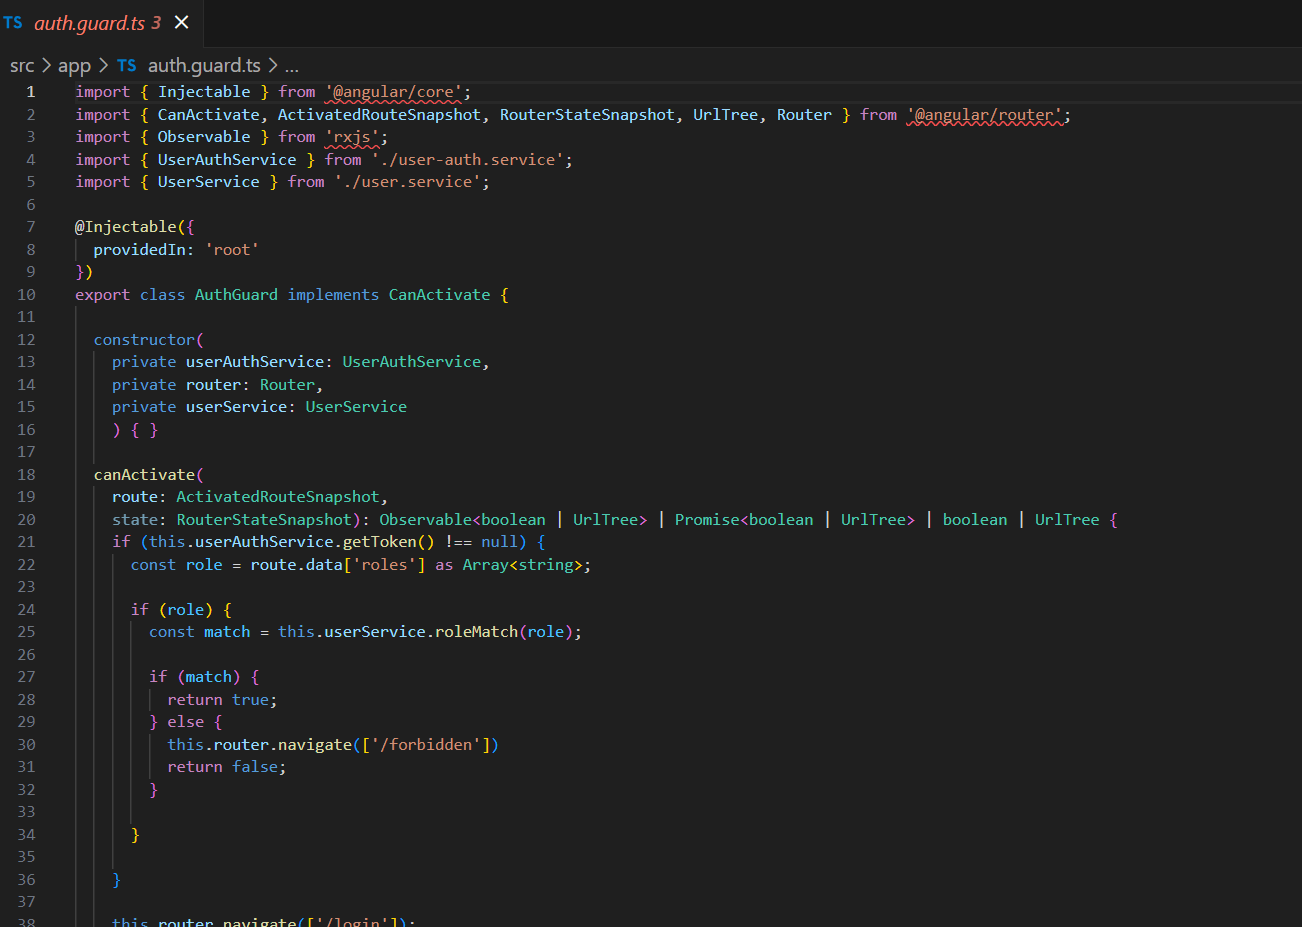 TS auth.guard.ts 3 ×
src > app > TS auth.guard.ts > ...
1 import { Injectable } from '@angular/core';
2 import { CanActivate, ActivatedRouteSnapshot, RouterStateSnapshot, UrlTree, Router } from '@angular/router';
3 import { Observable } from 'rxjs';
4 import { UserAuthService } from './user-auth.service';
5 import { UserService } from './user.service';
6
7 @Injectable({
8   providedIn: 'root'
9 })
10 export class AuthGuard implements CanActivate {
11
12   constructor(
13     private userAuthService: UserAuthService,
14     private router: Router,
15     private userService: UserService
16     ) { }
17
18   canActivate(
19     route: ActivatedRouteSnapshot,
20     state: RouterStateSnapshot): Observable<boolean | UrlTree> | Promise<boolean | UrlTree> | boolean | UrlTree {
21     if (this.userAuthService.getToken() !== null) {
22       const role = route.data['roles'] as Array<string>;
23
24       if (role) {
25         const match = this.userService.roleMatch(role);
26
27         if (match) {
28           return true;
29         } else {
30           this.router.navigate(['/forbidden'])
31           return false;
32         }
33
34       }
35
36     }
37
38     this.router.navigate(['/login']);